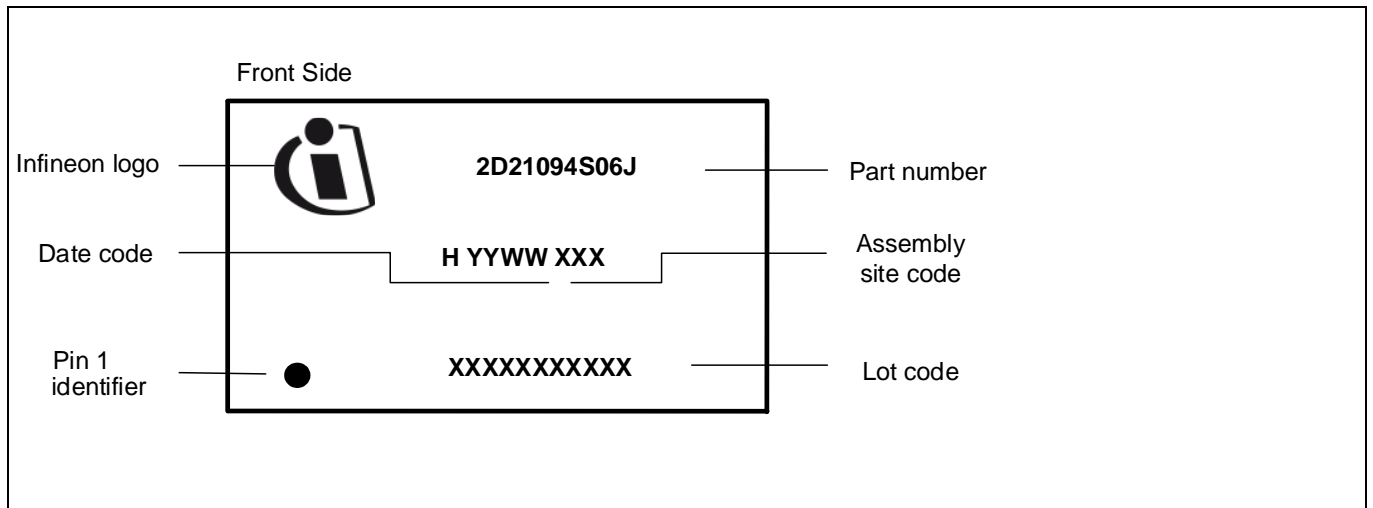 Front Side
Infineon logo
2D21094S06J
Part number
Date code
H YYWW XXX
Assembly
site code
Pin 1
identifier
XXXXXXXXXXX
Lot code